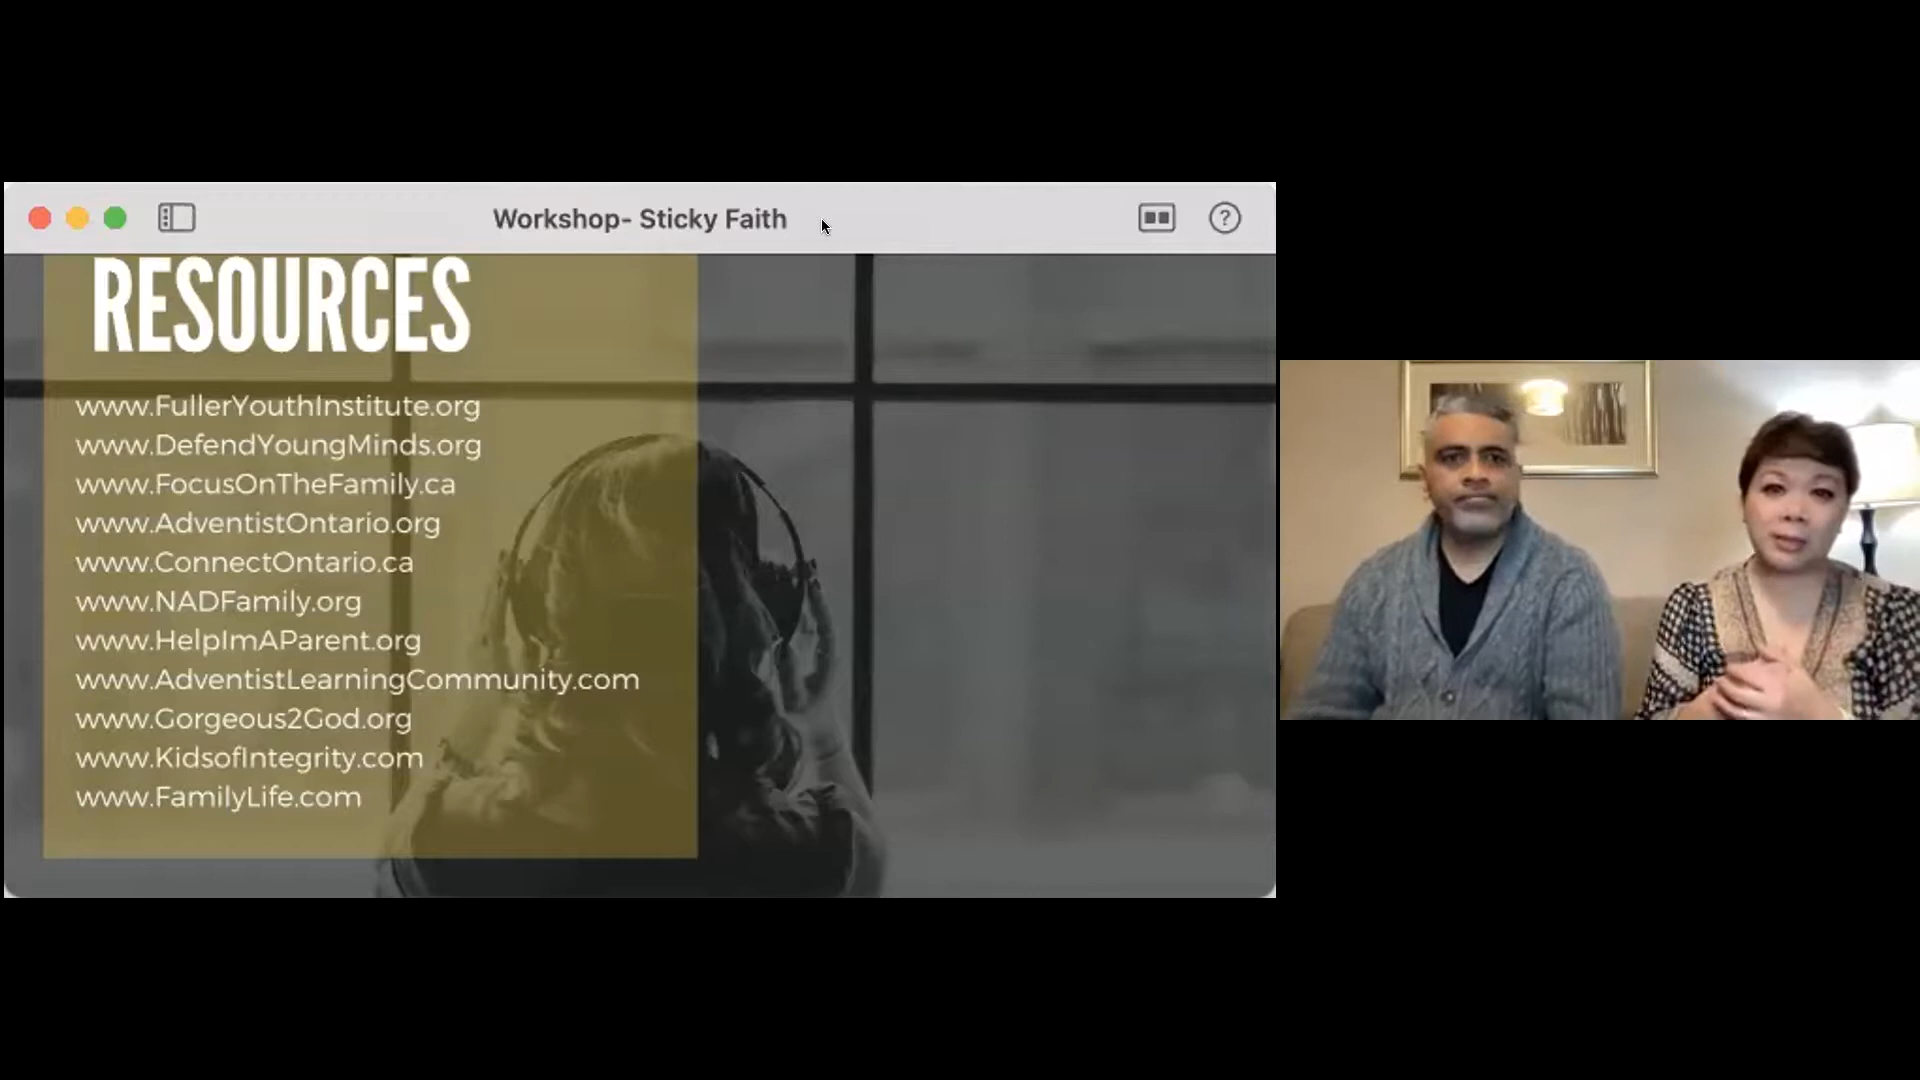 Workshop- Sticky Faith
RESOURCES
www.FullerYouthInstitute.org
www.DefendYoungMinds.org
www.FocusOnTheFamily.ca
www.AdventistOntario.org
www.ConnectOntario.ca
www.NADFamily.org
www.HelpImAParent.org
www.AdventistLearningCommunity.com
www.Gorgeous2God.org
www.KidsofIntegrity.com
www.FamilyLife.com